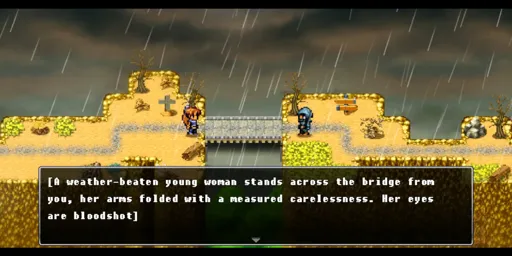 [A weather-beaten young woman stands across the bridge from
you, her arms folded with a measured carelessness. Her eyes
are bloodshot]